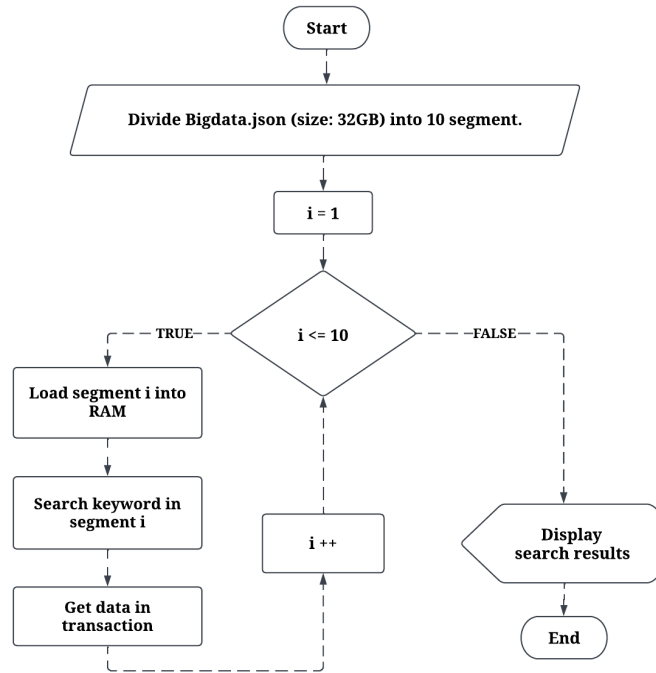 Start
Divide Bigdata.json (size: 32GB) into 10 segment.
i = 1
i <= 10
TRUE
FALSE
Load segment i into
RAM
Search keyword in
segment i
Get data in
transaction
i ++
Display
search results
End